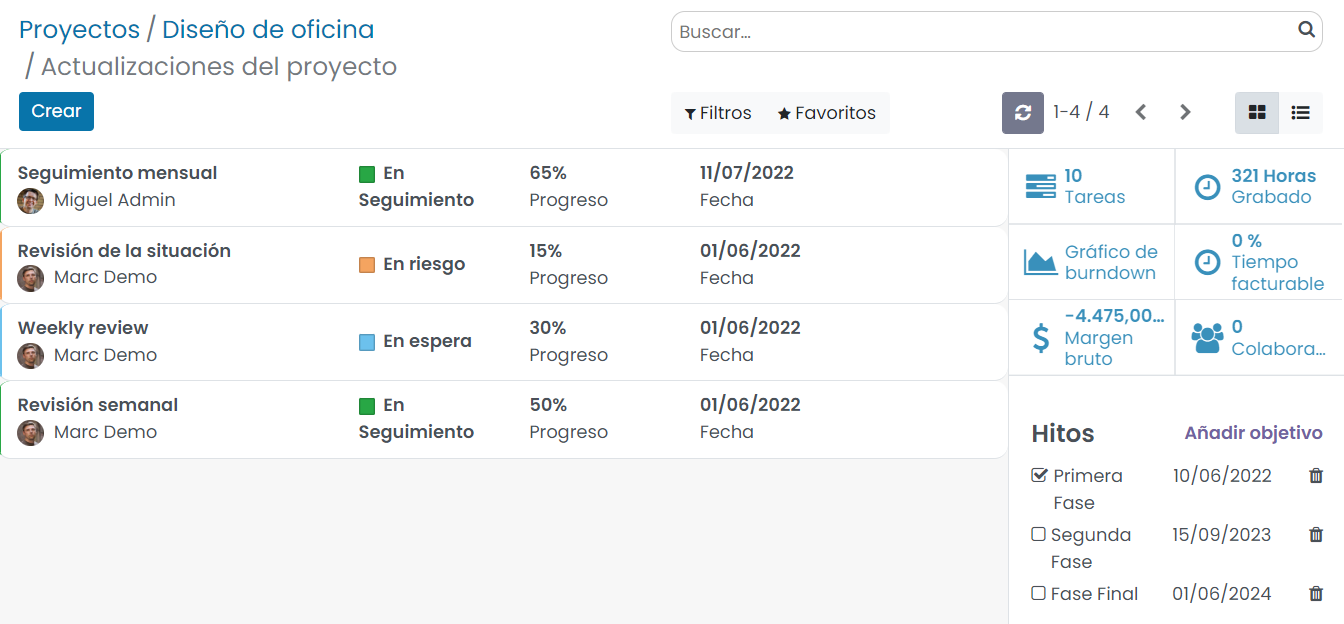 Proyectos / Diseño de oficina
/ Actualizaciones del proyecto
Buscar...
Crear
Filtros
Favoritos
1-4 / 4
Seguimiento mensual
Miguel Admin
En
Seguimiento
65%
Progreso
11/07/2022
Fecha
Revisión de la situación
Marc Demo
En riesgo
15%
Progreso
01/06/2022
Fecha
Weekly review
Marc Demo
En espera
30%
Progreso
01/06/2022
Fecha
Revisión semanal
Marc Demo
En
Seguimiento
50%
Progreso
01/06/2022
Fecha
10
Tareas
321 Horas
Grabado
Gráfico de
burndown
0 %
Tiempo
facturable
-4.475,00...
Margen
bruto
0
Colabora...
Hitos
Añadir objetivo
Primera
Fase
10/06/2022
Segunda
Fase
15/09/2023
Fase Final
01/06/2024